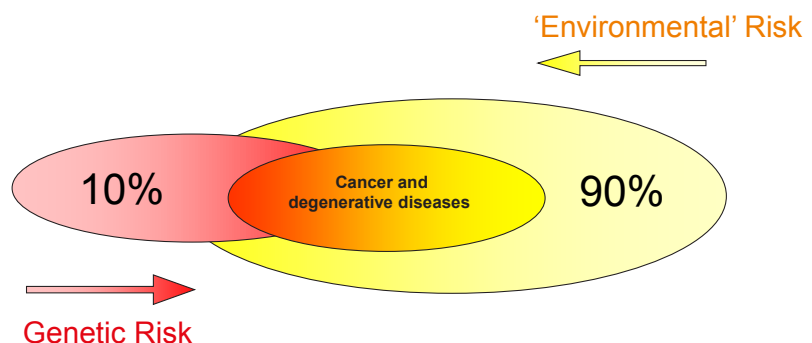 ‘Environmental’ Risk
10%
Cancer and
degenerative diseases
90%
Genetic Risk